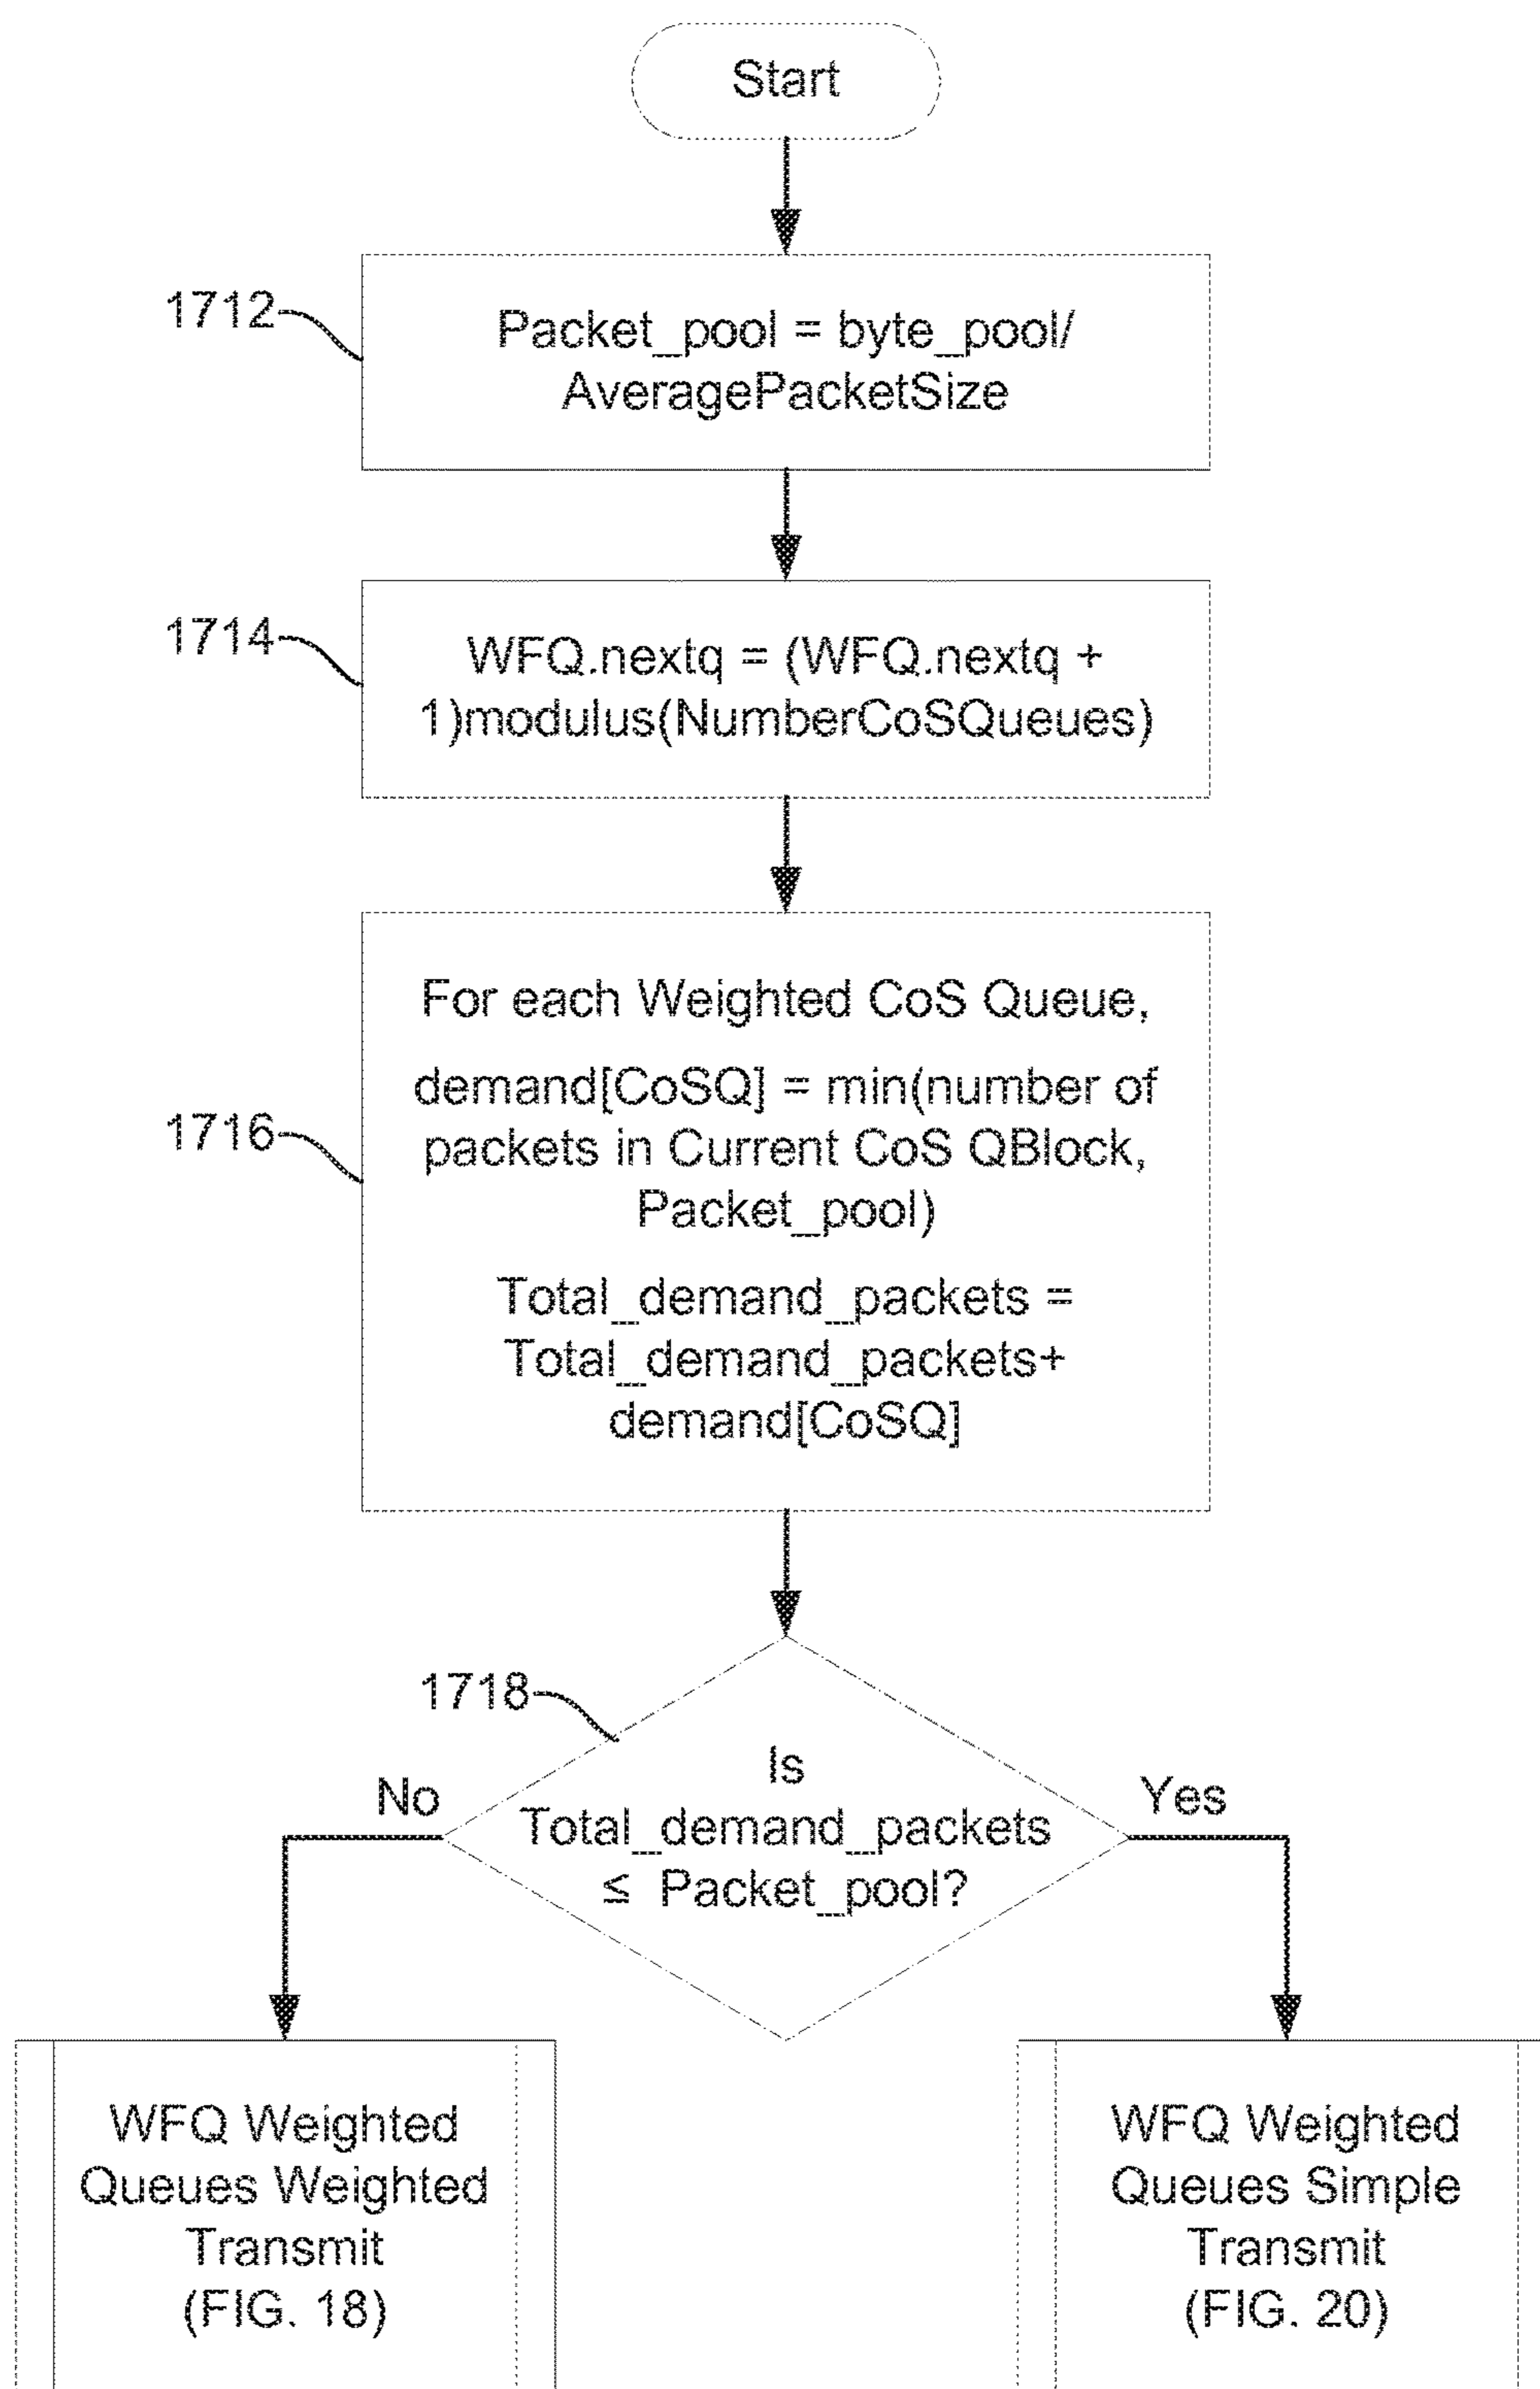 Start
1712
Packet_pool = byte_pool/
AveragePacketSize
1714
WFQ.nextq = (WFQ.nextq +
1)modulus(NumberCoSQueues)
1716
For each Weighted CoS Queue,
demand[CoSQ] = min(number of
packets in Current CoS QBlock,
Packet_pool)
Total_demand_packets =
Total_demand_packets+
demand[CoSQ]
1718
Is
Total_demand_packets
≤ Packet_pool?
No
Yes
WFQ Weighted
Queues Weighted
Transmit
(FIG. 18)
WFQ Weighted
Queues Simple
Transmit
(FIG. 20)